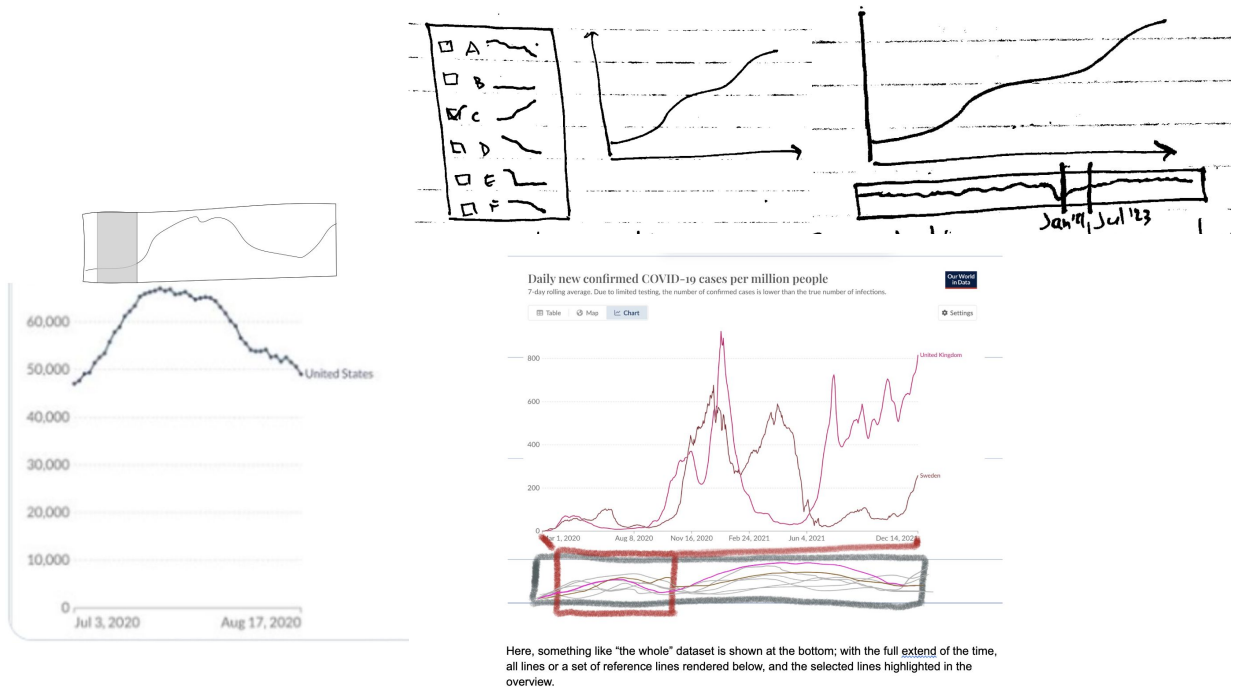 A
B
C
D
E
F
Jul '23
60,000
50,000
40,000
30,000
20,000
10,000
0
United States
Jul 3, 2020
Aug 17, 2020
Daily new confirmed COVID-19 cases per million people
7-day rolling average. Due to limited testing, the number of confirmed cases is lower than the true number of infections.
Our World
in Data
Table
Map
Chart
Settings
800
600
400
200
0
United Kingdom
Sweden
Aug 8, 2020
Nov 16, 2020
Feb 24, 2021
Jun 4, 2021
Here, something like “the whole” dataset is shown at the bottom; with the full extend of the time,
all lines or a set of reference lines rendered below, and the selected lines highlighted in the
overview.